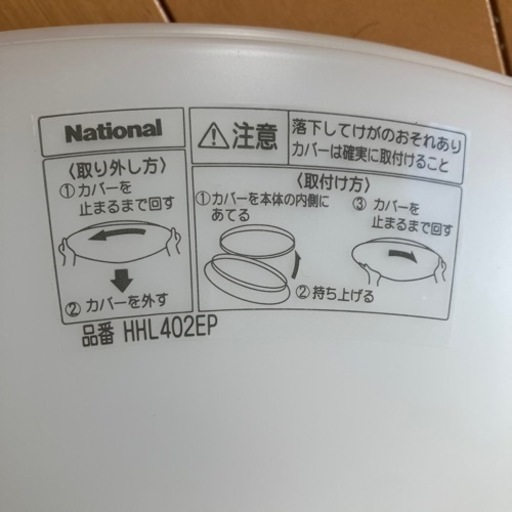 National
⚠注意
落下してけがのおそれあり
カバーは確実に取付けること
〈取り外し方〉
①カバーを
止まるまで回す
② カバーを外す
〈取付け方〉
①カバーを本体の内側に
あてる
② 持ち上げる
③ カバーを
止まるまで回す
品番 HHL402EP